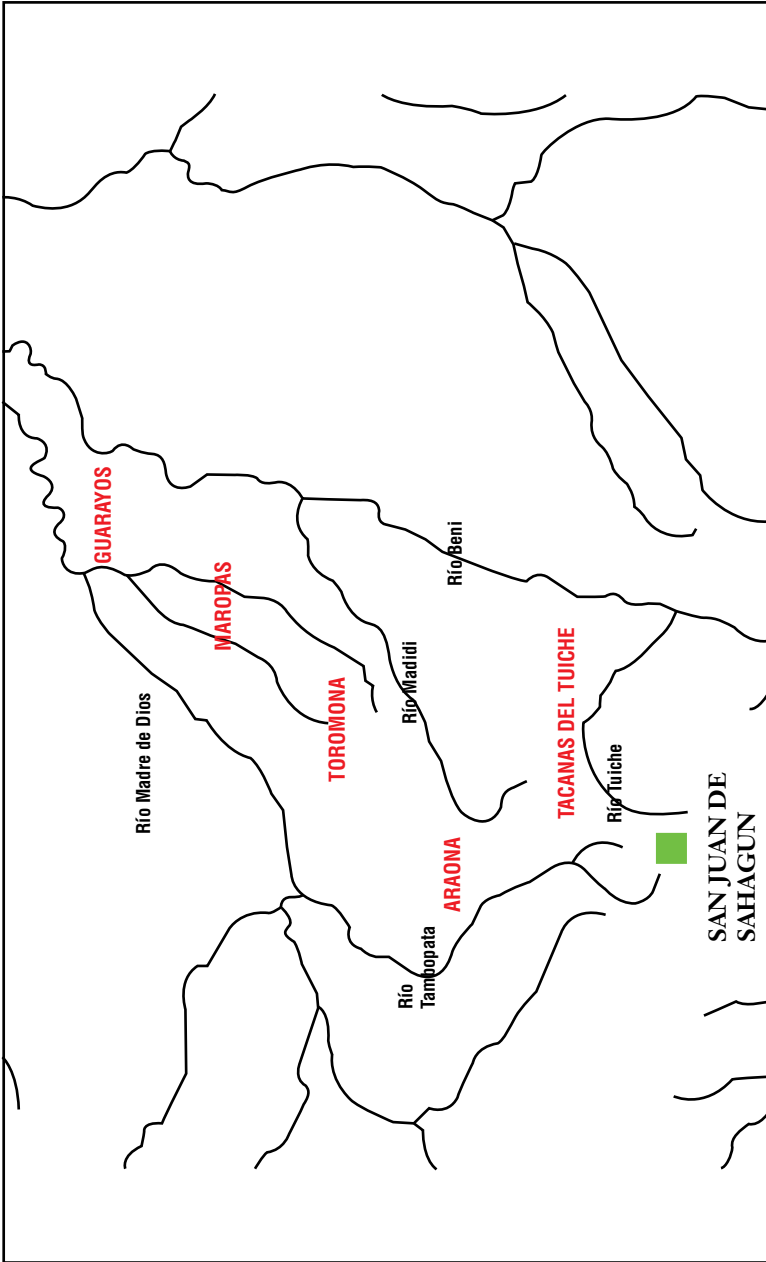 GUARAYOS
Río Madre de Dios
MAROPAS
TOROMONA
Río
Tambopata
Río Madidi
ARAONA
Río Beni
TACANAS DEL TUICHE
Río Tuiche
SAN JUAN DE
SAHAGUN